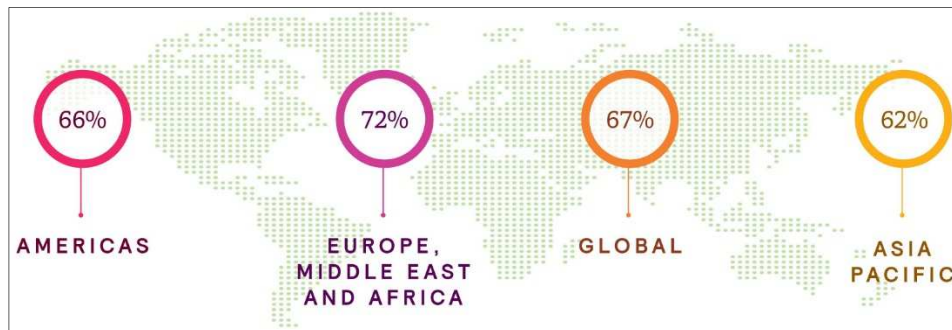 66%
72%
67%
62%
AMERICAS
EUROPE,
MIDDLE EAST
AND AFRICA
GLOBAL
ASIA
PACIFIC